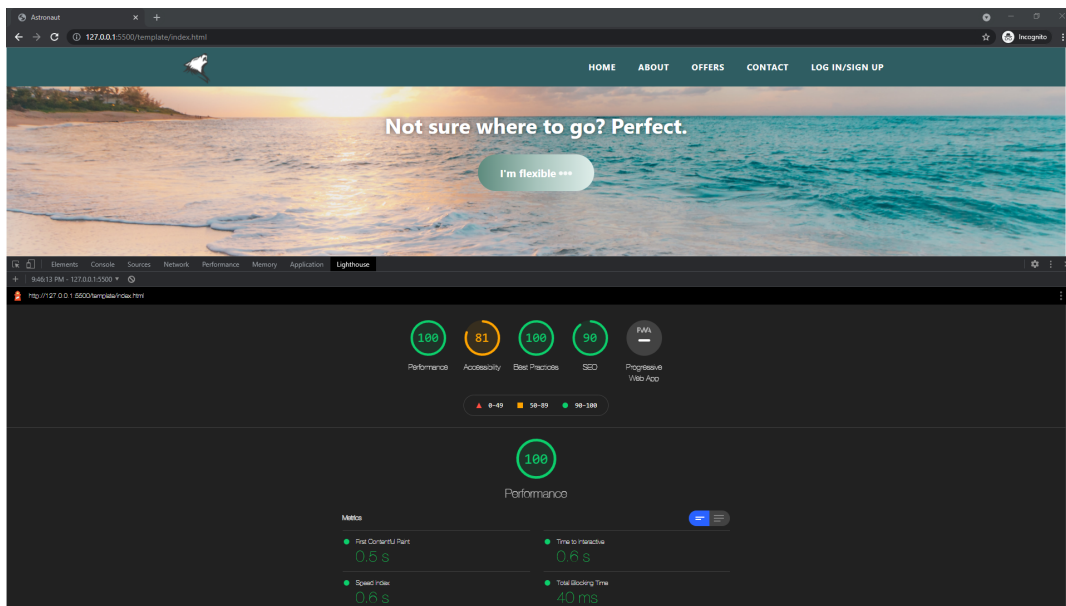 Astronaut
127.0.0.1:5500/template/index.html
Incognito
HOME ABOUT OFFERS CONTACT LOG IN/SIGN UP
Not sure where to go? Perfect.
I'm flexible •••
Elements Console Sources Network Performance Memory Application Lighthouse
9:46:13 PM - 127.0.0.1:5500
http://127.0.0.1:5500/template/index.html
100 81 100 90 PWA
Performance Accessibility Best Practices SEO Progressive Web App
0-49 50-89 90-100
100
Performance
Metrics
First Contentful Paint Time to Interactive
0.5 s 0.6 s
Speed Index Total Blocking Time
0.6 s 40 ms